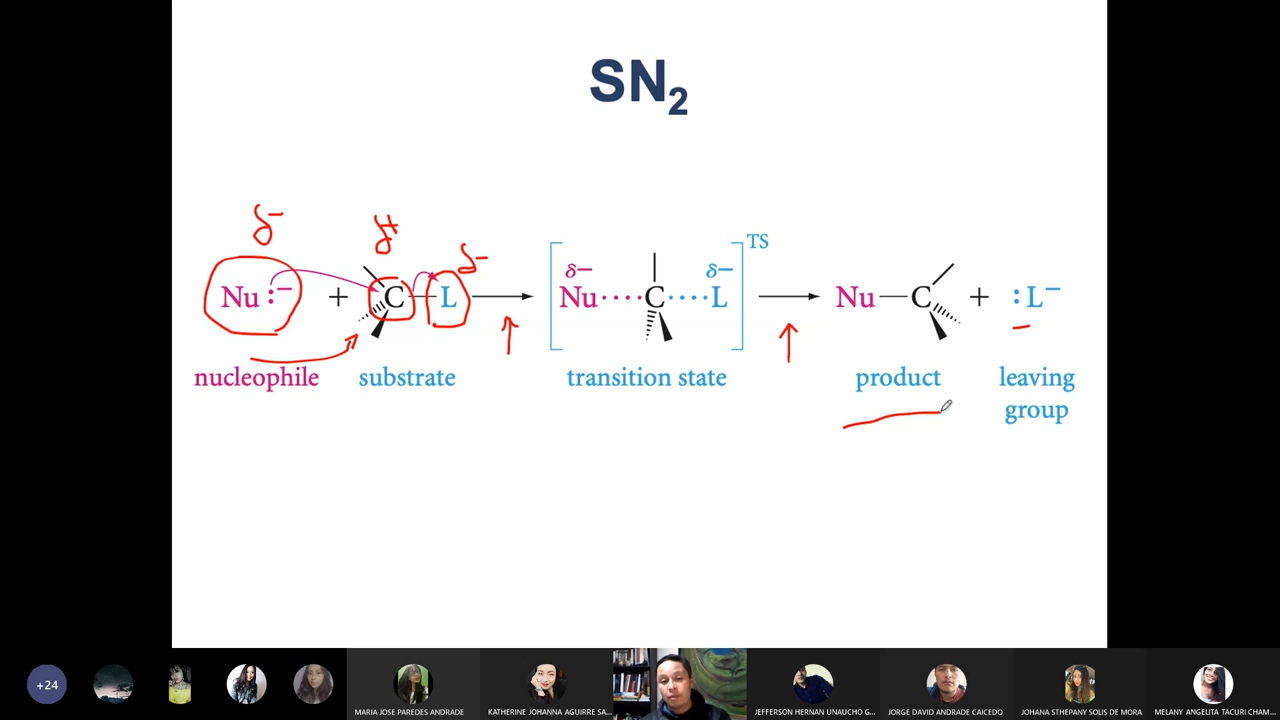 SN₂
δ− δ+ δ−
Nu :− + C — L → [ δ− Nu ···· C ···· L δ− ] TS → Nu — C + : L −
nucleophile substrate transition state product leaving group
+24 MARIA JOSE PAREDES ANDRADE KATHERINE JOHANNA AGUIRRE SA... JEFFERSON HERNAN UNAUCHO G... JORGE DAVID ANDRADE CAICEDO JOHANA STHEPANY SOLIS DE MORA MELANY ANGELITA TACURI CHAM...